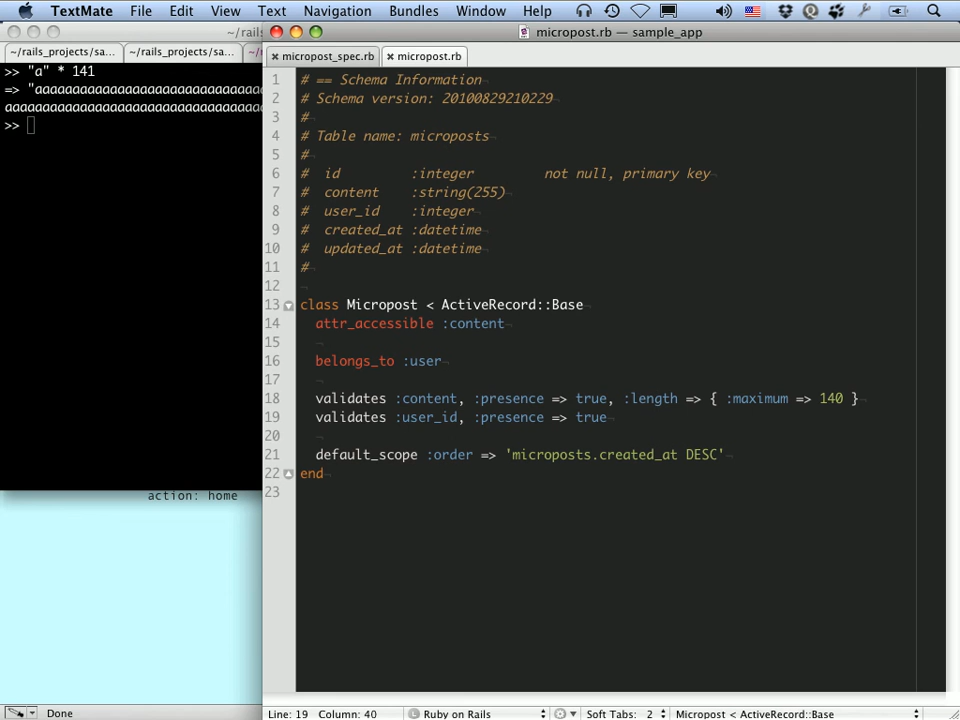 TextMate File Edit View Text Navigation Bundles Window Help
~/rails
micropost.rb — sample_app
~/rails_projects/sa... ~/rails_projects/sa...
micropost_spec.rb micropost.rb
>> "a" * 141
=> "aaaaaaaaaaaaaaaaaaaaaaaaaaaaaa
aaaaaaaaaaaaaaaaaaaaaaaaaaaaaaaaa
>>
1 # == Schema Information
2 # Schema version: 20100829210229
3 #
4 # Table name: microposts
5 #
6 # id :integer not null, primary key
7 # content :string(255)
8 # user_id :integer
9 # created_at :datetime
10 # updated_at :datetime
11 #
12
13 class Micropost < ActiveRecord::Base
14 attr_accessible :content
15
16 belongs_to :user
17
18 validates :content, :presence => true, :length => { :maximum => 140 }
19 validates :user_id, :presence => true
20
21 default_scope :order => 'microposts.created_at DESC'
22 end
23
action: home
Done
Line: 19 Column: 40 Ruby on Rails Soft Tabs: 2 Micropost < ActiveRecord::Base